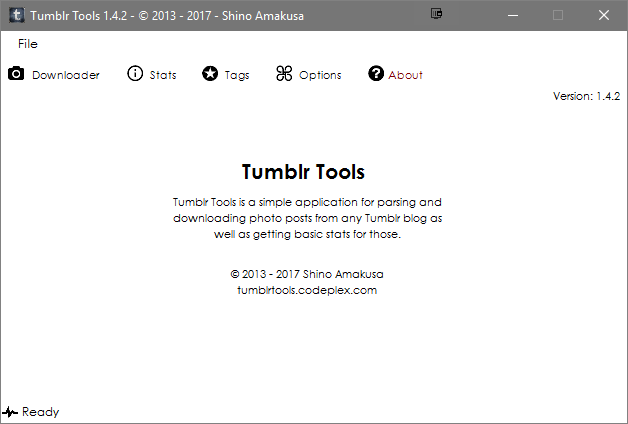 Tumblr Tools 1.4.2 - © 2013 - 2017 - Shino Amakusa
File
Downloader Stats Tags Options About
Version: 1.4.2
Tumblr Tools
Tumblr Tools is a simple application for parsing and
downloading photo posts from any Tumblr blog as
well as getting basic stats for those.
© 2013 - 2017 Shino Amakusa
tumblrtools.codeplex.com
Ready